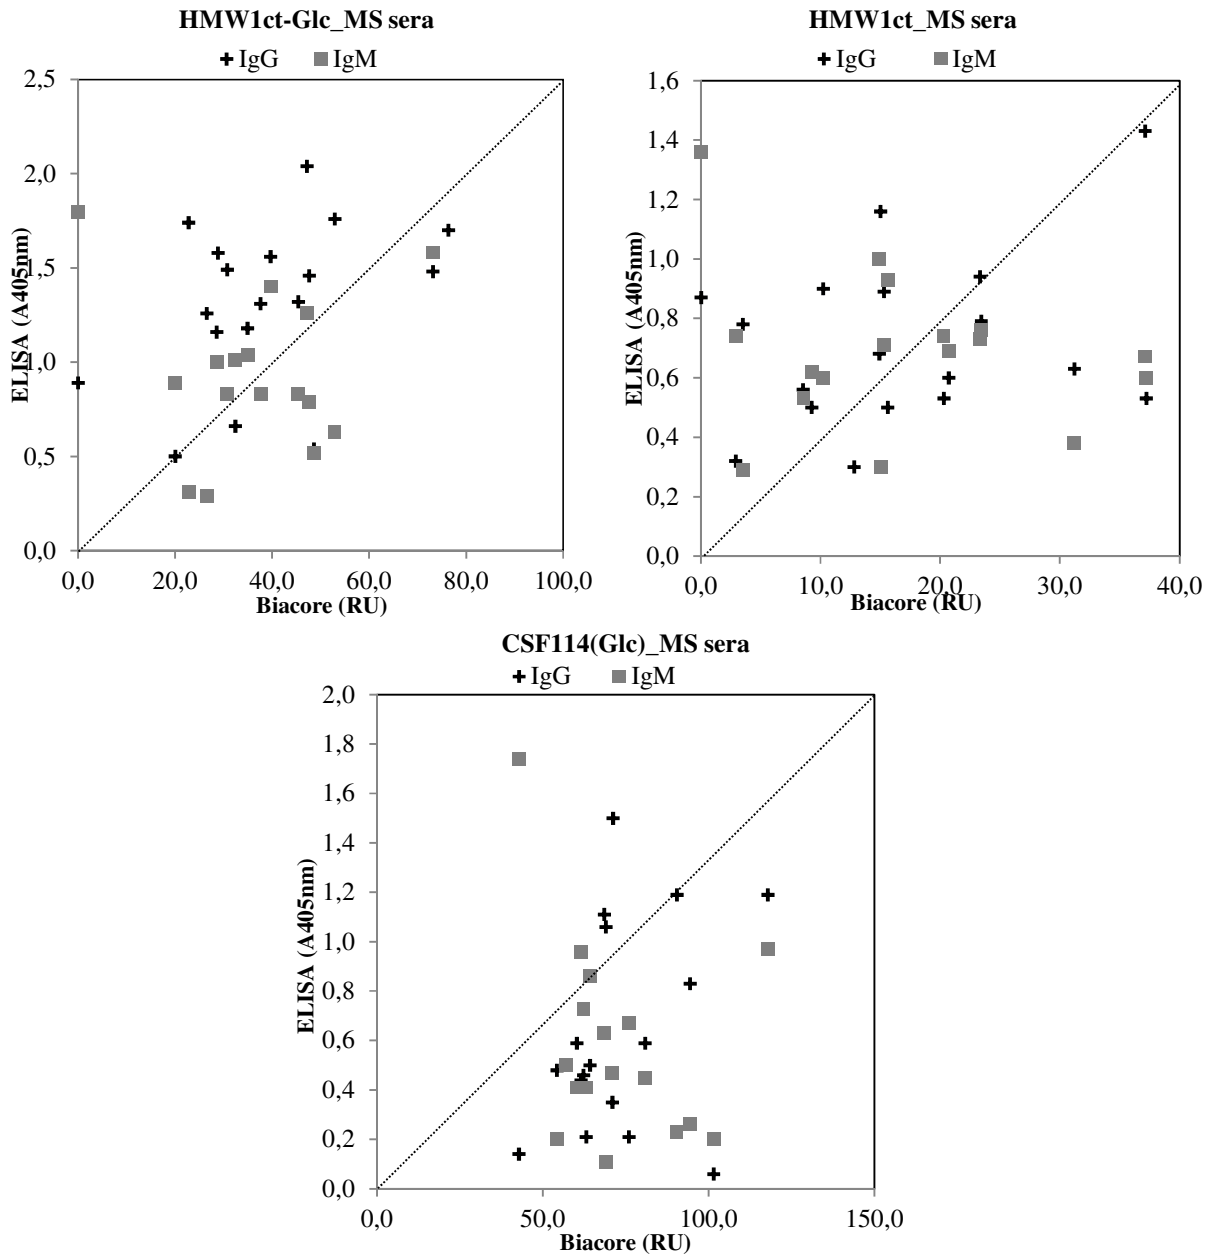 HMW1ct-Glc_MS sera
IgG IgM
2,5
2,0
1,5
1,0
0,5
0,0
ELISA (A405nm)
0,0 20,0 40,0 60,0 80,0 100,0
Biacore (RU)
HMW1ct_MS sera
IgG IgM
1,6
1,4
1,2
1,0
0,8
0,6
0,4
0,2
0,0
ELISA (A405nm)
0,0 10,0 20,0 30,0 40,0
Biacore (RU)
CSF114(Glc)_MS sera
IgG IgM
2,0
1,8
1,6
1,4
1,2
1,0
0,8
0,6
0,4
0,2
0,0
ELISA (A405nm)
0,0 50,0 100,0 150,0
Biacore (RU)